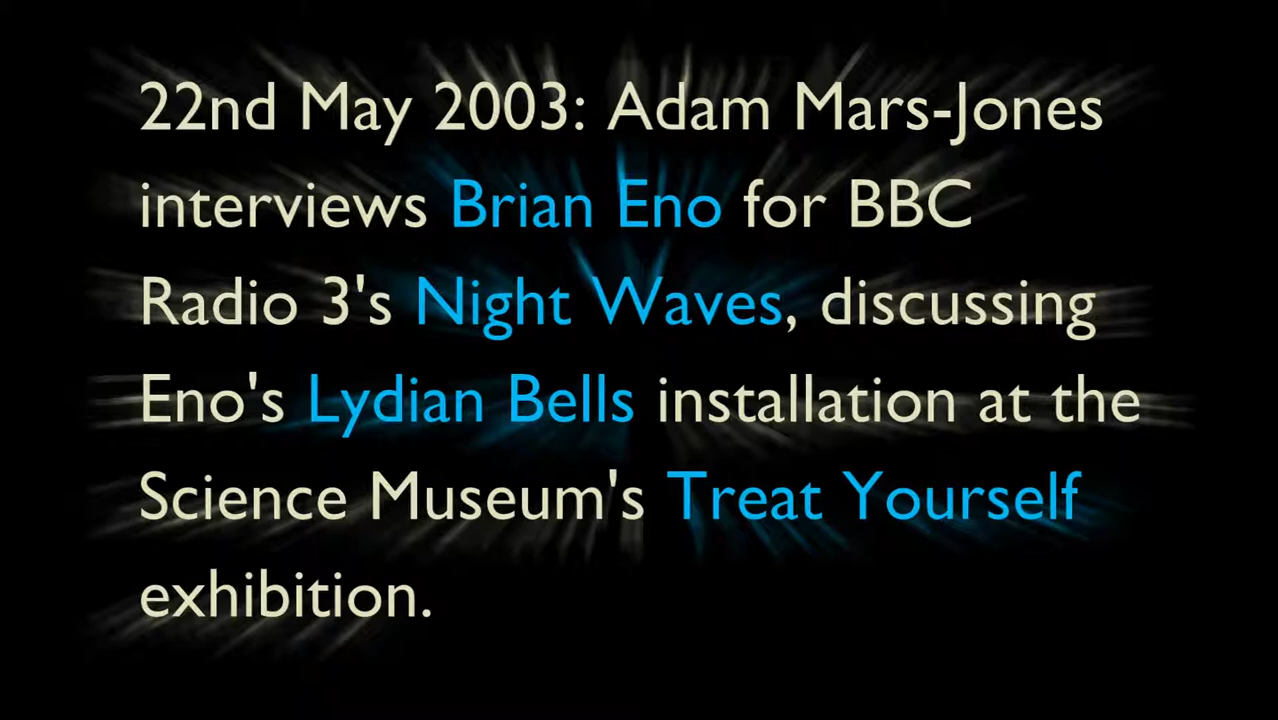 22nd May 2003: Adam Mars-Jones
interviews Brian Eno for BBC
Radio 3's Night Waves, discussing
Eno's Lydian Bells installation at the
Science Museum's Treat Yourself
exhibition.